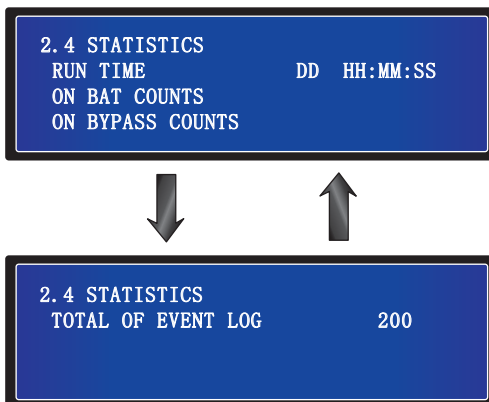 2.4 STATISTICS
RUN TIME DD HH:MM:SS
ON BAT COUNTS
ON BYPASS COUNTS
2.4 STATISTICS
TOTAL OF EVENT LOG 200